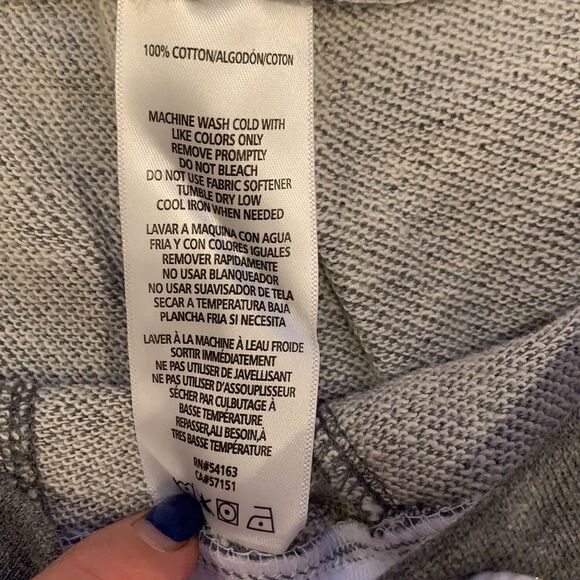 100% COTTON/ALGODÓN/COTON
MACHINE WASH COLD WITH
LIKE COLORS ONLY
REMOVE PROMPTLY
DO NOT BLEACH
DO NOT USE FABRIC SOFTENER
TUMBLE DRY LOW
COOL IRON WHEN NEEDED
LAVAR A MAQUINA CON AGUA
FRIA Y CON COLORES IGUALES
REMOVER RAPIDAMENTE
NO USAR BLANQUEADOR
NO USAR SUAVISADOR DE TELA
SECAR A TEMPERATURA BAJA
PLANCHA FRIA SI NECESITA
LAVER À LA MACHINE À LEAU FROIDE
SORTIR IMMÉDIATEMENT
NE PAS UTILISER DE JAVELLISANT
NE PAS UTILISER D'ASSOUPLISSEUR
SÉCHER PAR CULBUTAGE À
BASSE TEMPÉRATURE
REPASSER,AU BESOIN,À
TRES BASSE TEMPÉRATURE
RN#54163
CA#57151